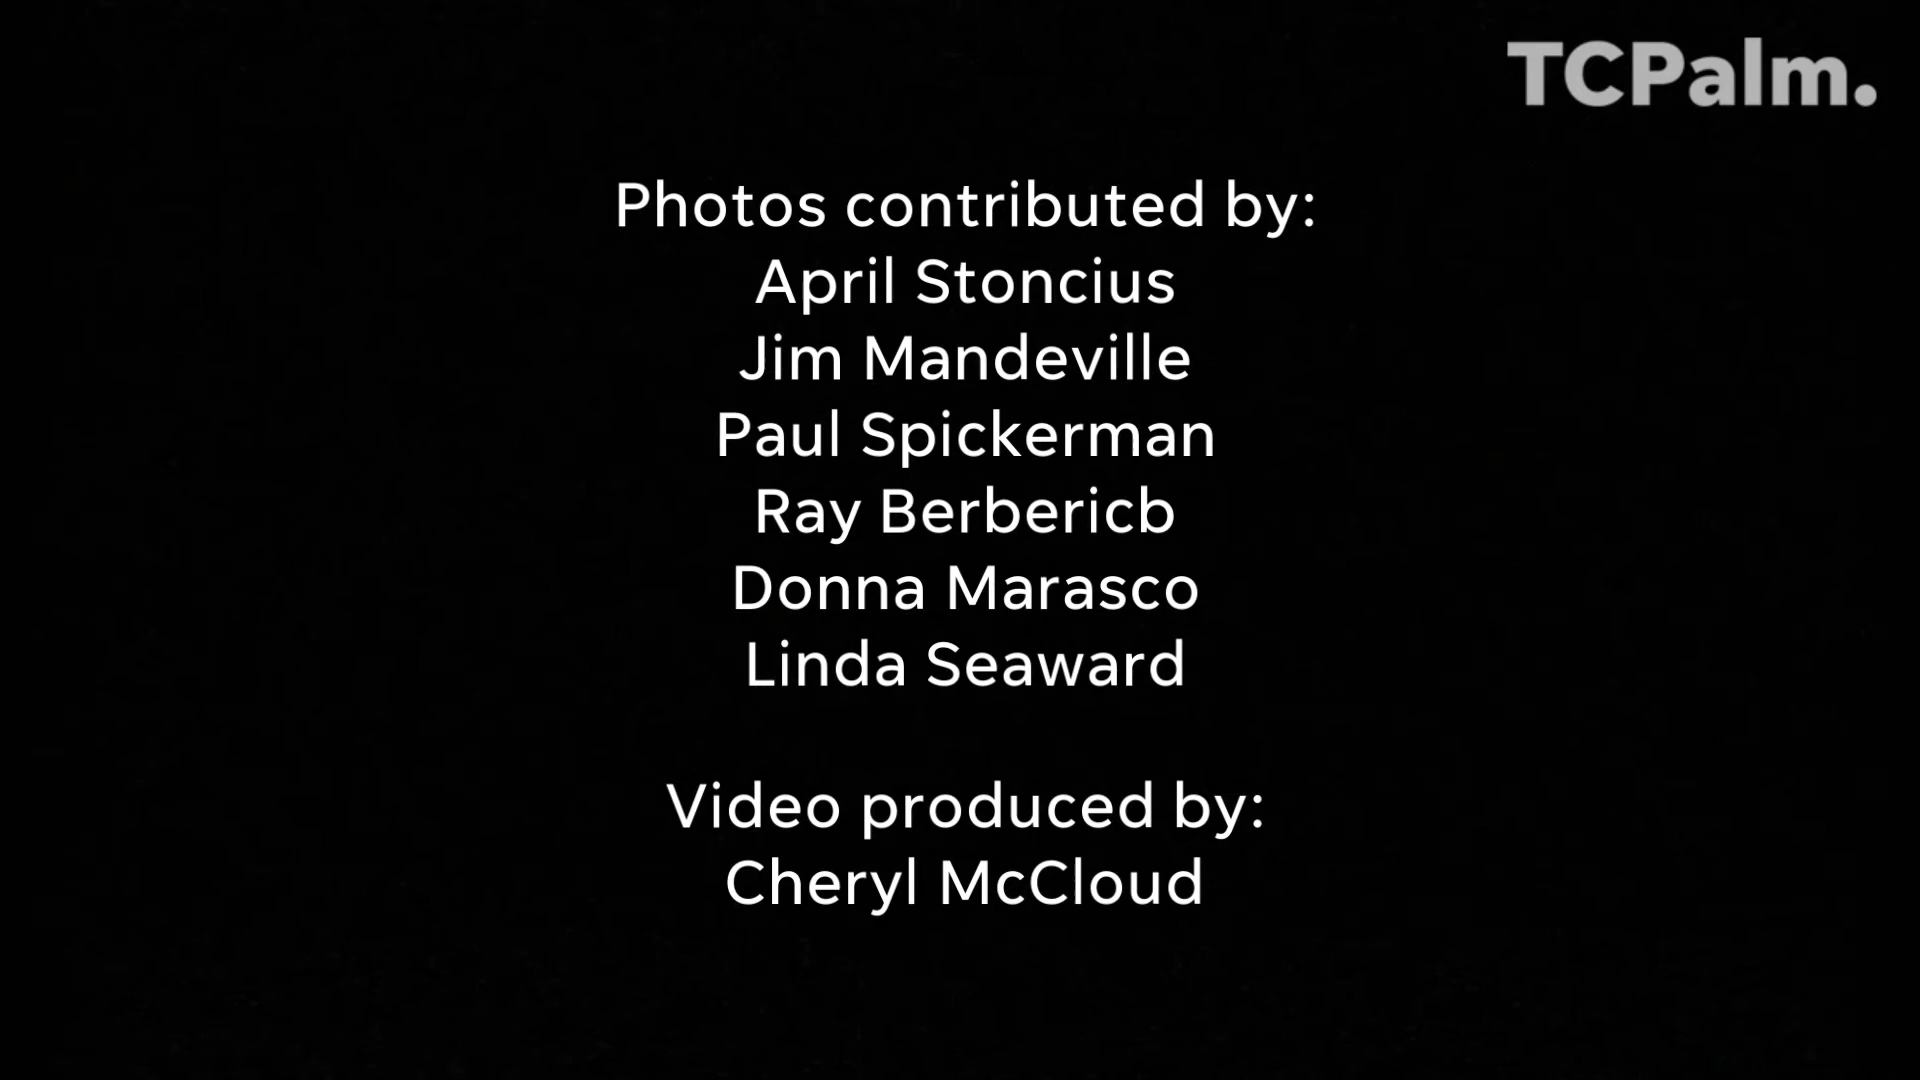 TCPalm.
Photos contributed by:
April Stoncius
Jim Mandeville
Paul Spickerman
Ray Berbericb
Donna Marasco
Linda Seaward
Video produced by:
Cheryl McCloud